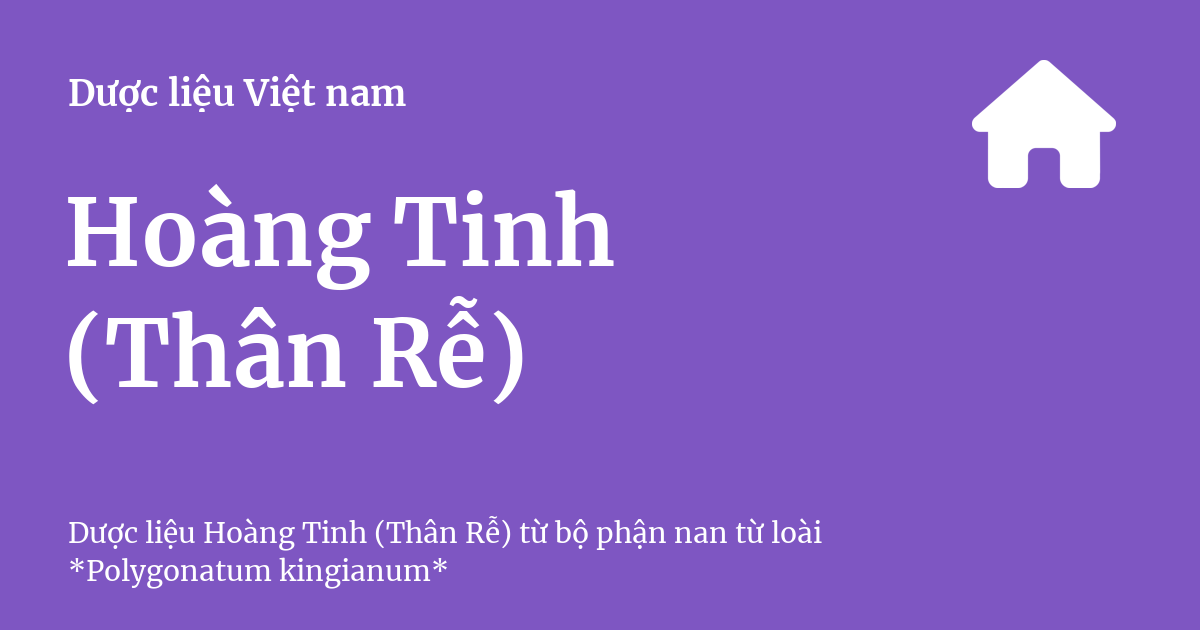 Dược liệu Việt nam
Hoàng Tinh
(Thân Rễ)
Dược liệu Hoàng Tinh (Thân Rễ) từ bộ phận nan từ loài
*Polygonatum kingianum*